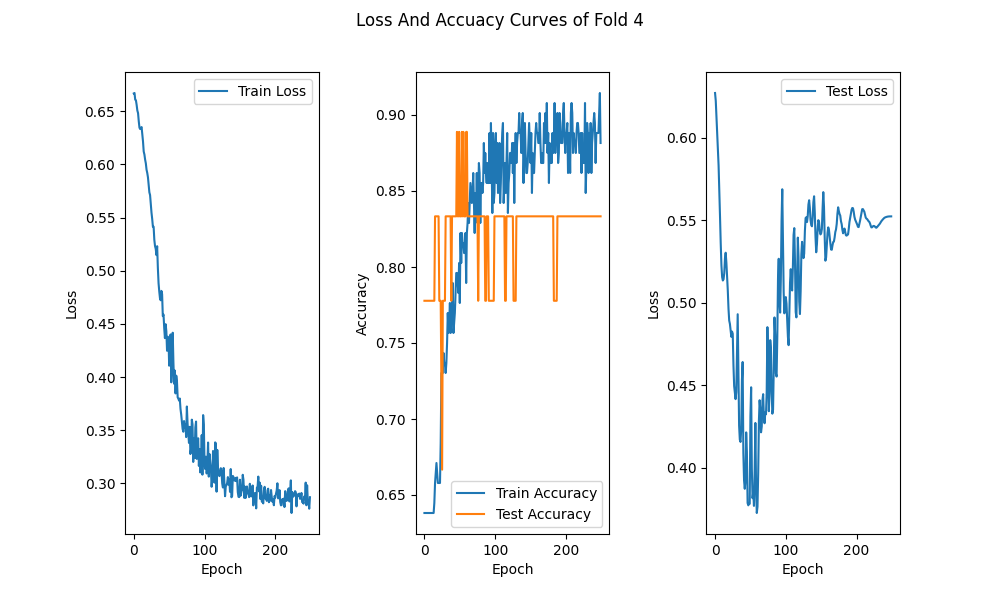 Loss And Accuacy Curves of Fold 4
Train Loss
0.65
0.60
0.55
0.50
0.45
0.40
0.35
0.30
Loss
0 100 200
Epoch
0.90
0.85
0.80
0.75
0.70
0.65
Accuracy
Train Accuracy
Test Accuracy
0 100 200
Epoch
Test Loss
0.60
0.55
0.50
0.45
0.40
Loss
0 100 200
Epoch